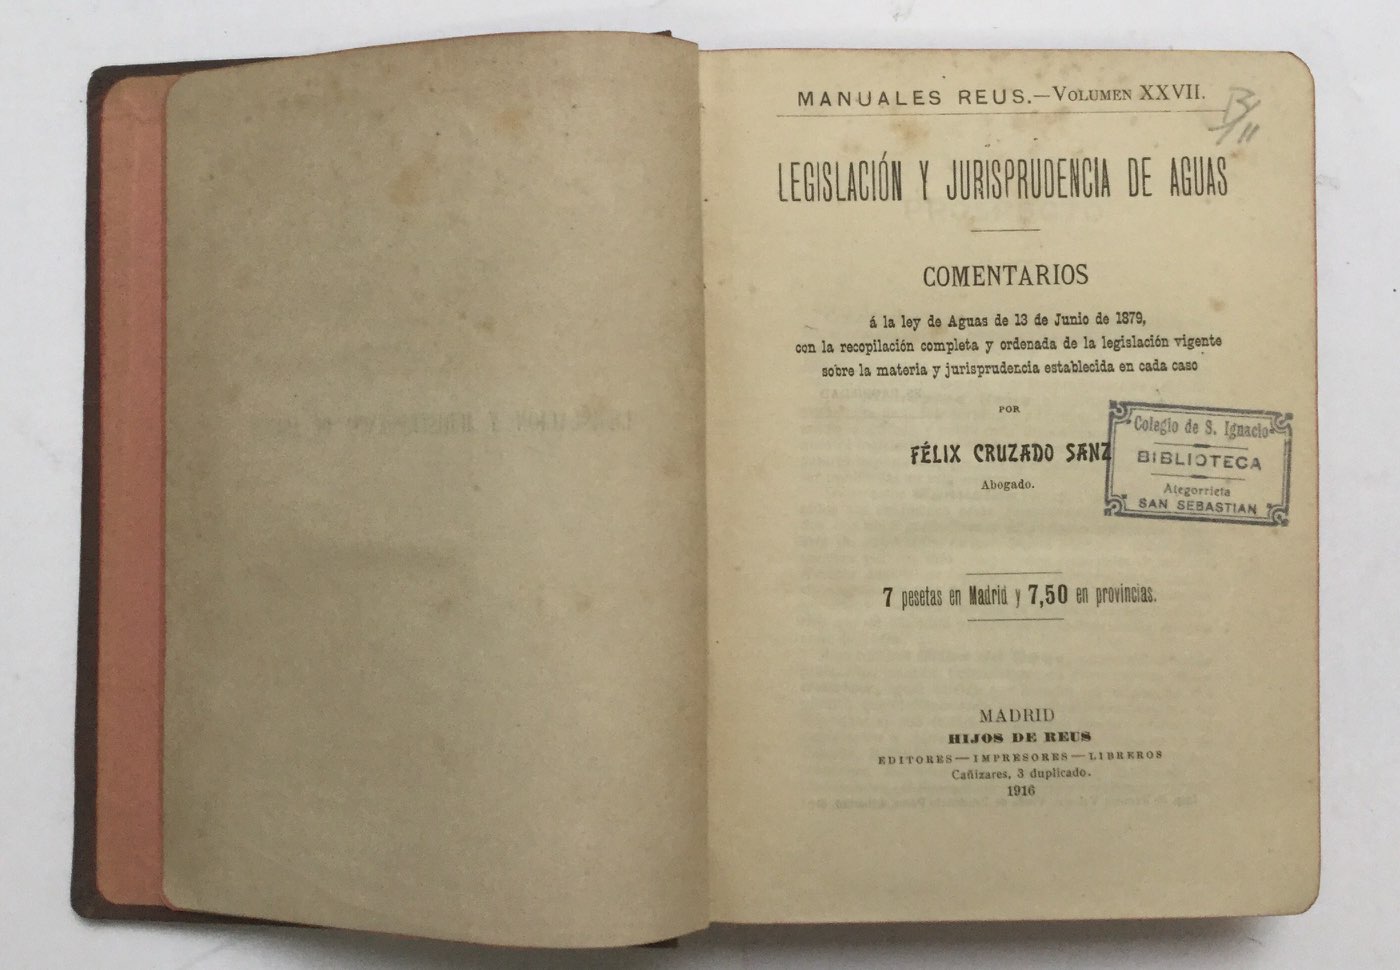 MANUALES REUS.—VOLUMEN XXVII.
LEGISLACIÓN Y JURISPRUDENCIA DE AGUAS
COMENTARIOS
á la ley de Aguas de 13 de Junio de 1879,
con la recopilación completa y ordenada de la legislación vigente
sobre la materia y jurisprudencia establecida en cada caso
POR
FÉLIX CRUZADO SANZ
Abogado.
Colegio de S. Ignacio
BIBLIOTECA
Ategorrieta
SAN SEBASTIAN
7 pesetas en Madrid y 7,50 en provincias.
MADRID
HIJOS DE REUS
EDITORES—IMPRESORES—LIBREROS
Cañizares, 3 duplicado.
1916